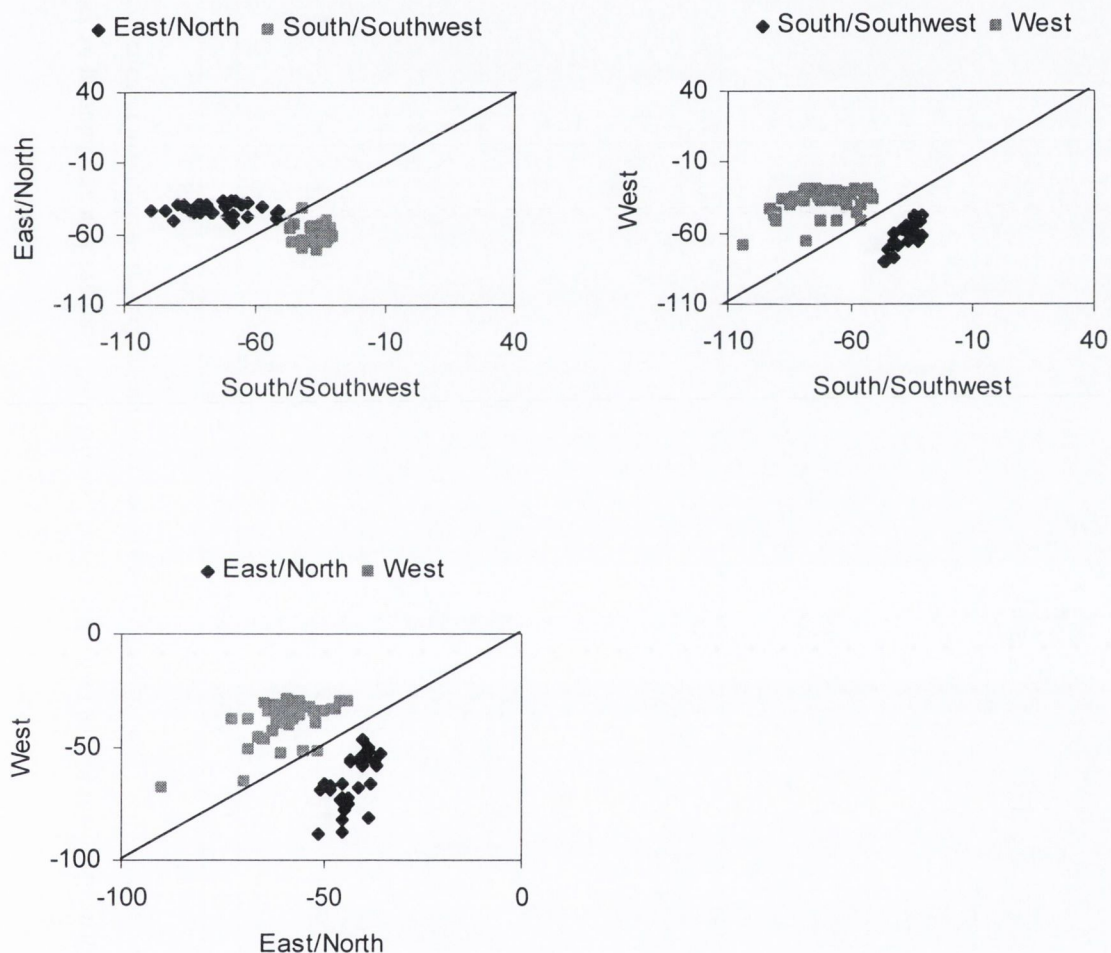 East/North South/Southwest
40
-10
-60
-110
East/North
-110 -60 -10 40
South/Southwest
South/Southwest West
40
-10
-60
-110
West
-110 -60 -10 40
South/Southwest
East/North West
0
-50
-100
West
-100 -50 0
East/North